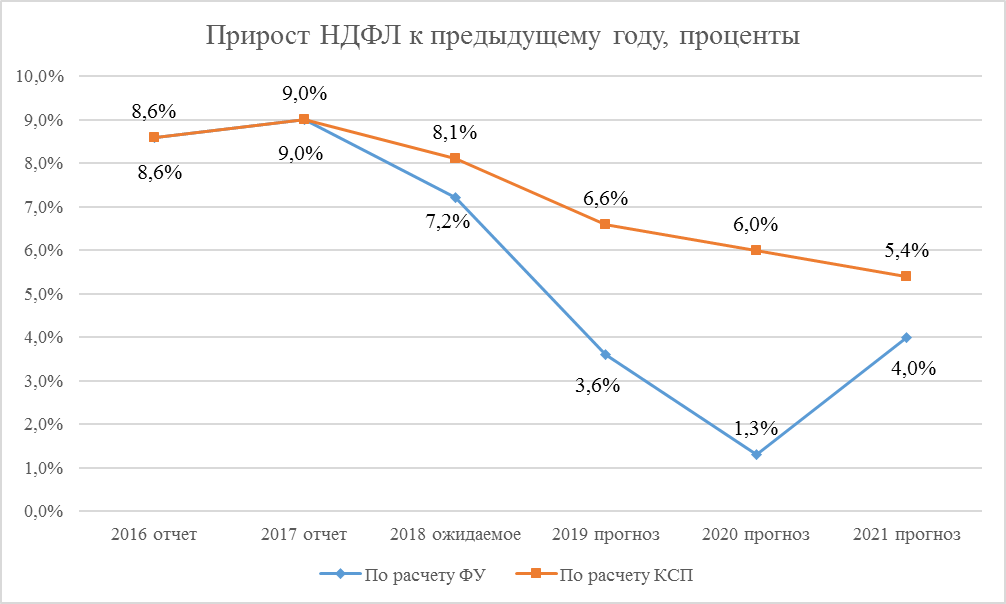 Прирост НДФЛ к предыдущему году, проценты
10,0%
9,0%
8,0%
7,0%
6,0%
5,0%
4,0%
3,0%
2,0%
1,0%
0,0%
8,6%
9,0%
8,1%
6,6%
6,0%
5,4%
8,6%
9,0%
7,2%
3,6%
1,3%
4,0%
2016 отчет
2017 отчет
2018 ожидаемое
2019 прогноз
2020 прогноз
2021 прогноз
По расчету ФУ
По расчету КСП